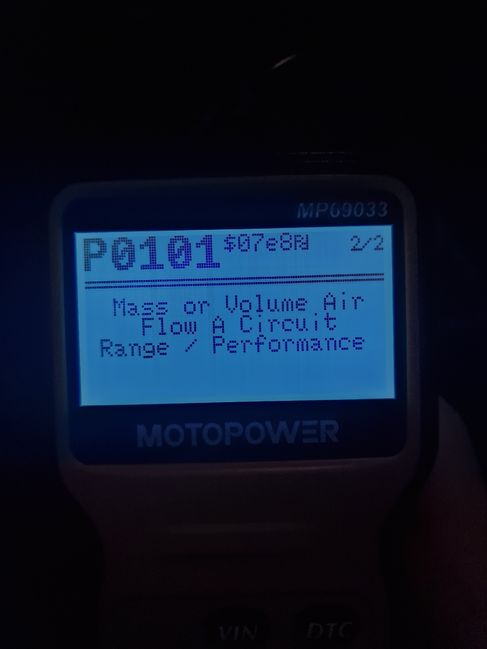 MP69033
P0101 $07e8 2/2
Mass or Volume Air
Flow A Circuit
Range / Performance
MOTOPOWER
VIN DTC